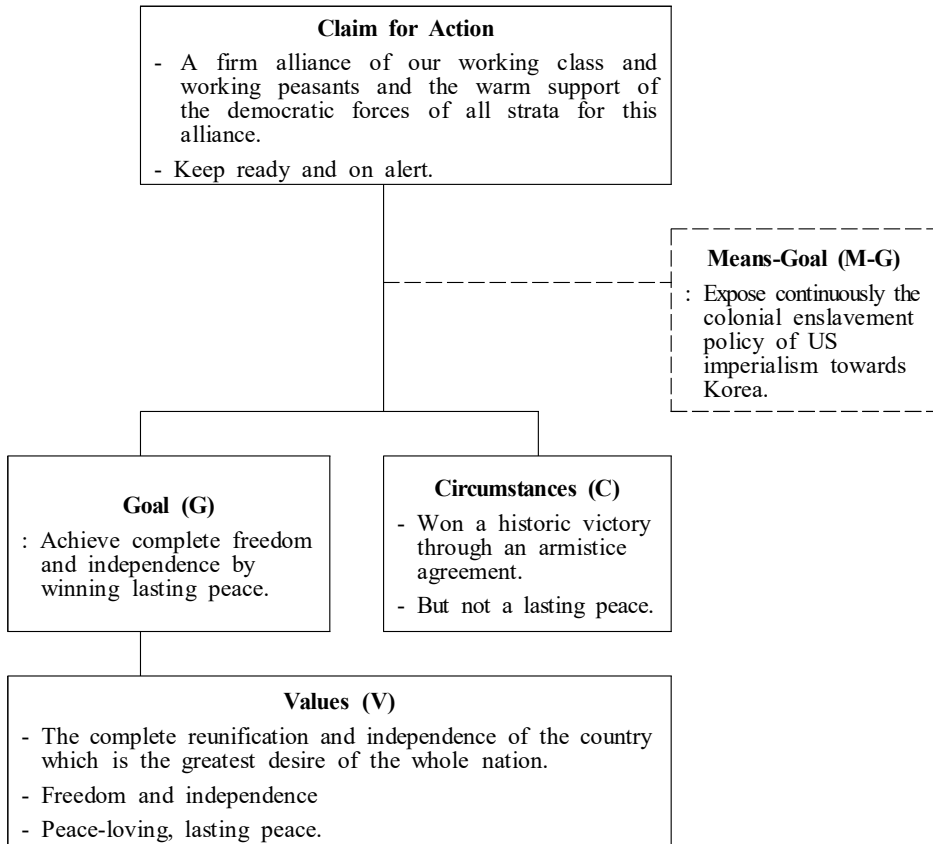 Claim for Action
- A firm alliance of our working class and
working peasants and the warm support of
the democratic forces of all strata for this
alliance.
- Keep ready and on alert.
Means-Goal (M-G)
: Expose continuously the
colonial enslavement
policy of US
imperialism towards
Korea.
Goal (G)
: Achieve complete freedom
and independence by
winning lasting peace.
Circumstances (C)
- Won a historic victory
through an armistice
agreement.
- But not a lasting peace.
Values (V)
- The complete reunification and independence of the country
which is the greatest desire of the whole nation.
- Freedom and independence
- Peace-loving, lasting peace.